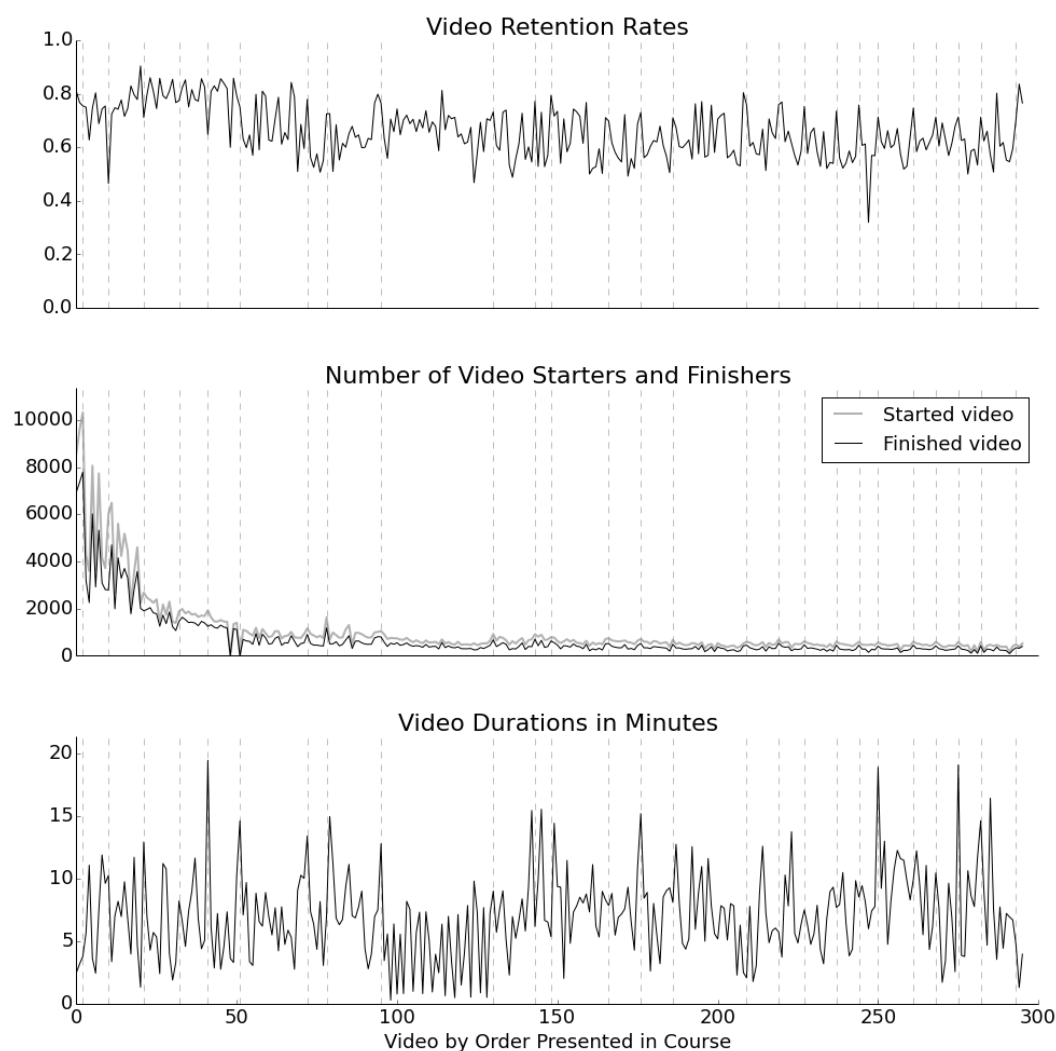 Video Retention Rates
1.0
0.8
0.6
0.4
0.2
0.0
Number of Video Starters and Finishers
10000
8000
6000
4000
2000
0
Started video
Finished video
Video Durations in Minutes
20
15
10
5
0
0 50 100 150 200 250 300
Video by Order Presented in Course